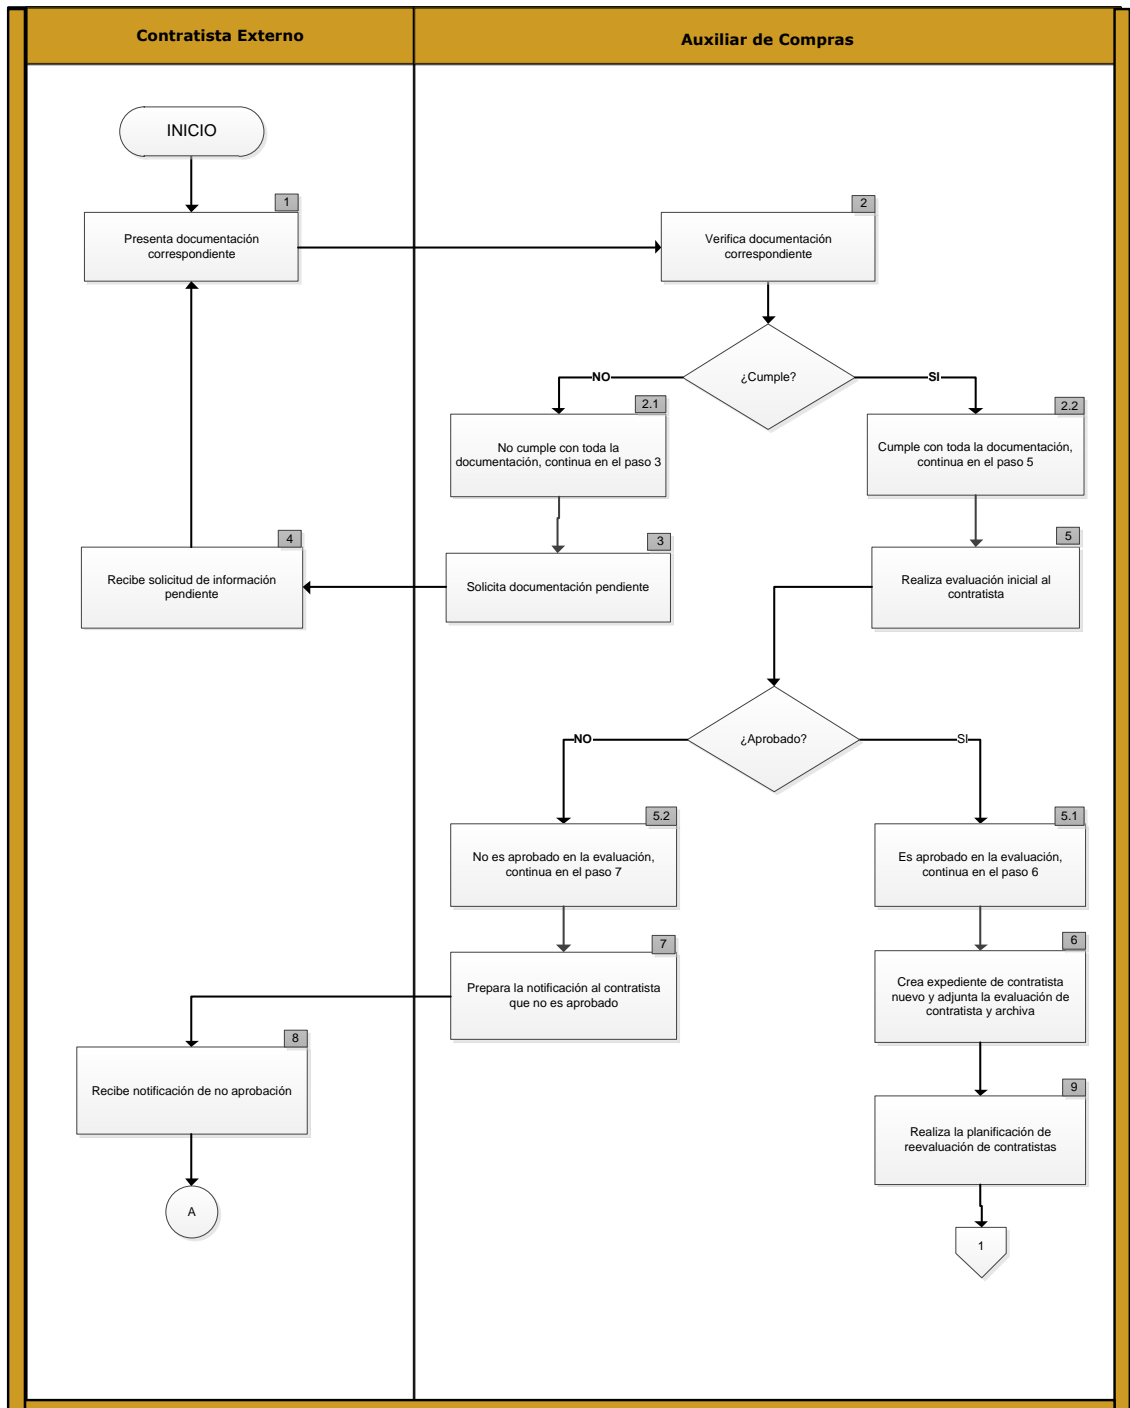 Contratista Externo
Auxiliar de Compras
INICIO
1
Presenta documentación
correspondiente
2
Verifica documentación
correspondiente
¿Cumple?
NO
SI
2.1
No cumple con toda la
documentación, continua en el paso 3
2.2
Cumple con toda la documentación,
continua en el paso 5
4
Recibe solicitud de información
pendiente
3
Solicita documentación pendiente
5
Realiza evaluación inicial al
contratista
¿Aprobado?
NO
SI
5.2
No es aprobado en la evaluación,
continua en el paso 7
5.1
Es aprobado en la evaluación,
continua en el paso 6
7
Prepara la notificación al contratista
que no es aprobado
6
Crea expediente de contratista
nuevo y adjunta la evaluación de
contratista y archiva
8
Recibe notificación de no aprobación
9
Realiza la planificación de
reevaluación de contratistas
A
1